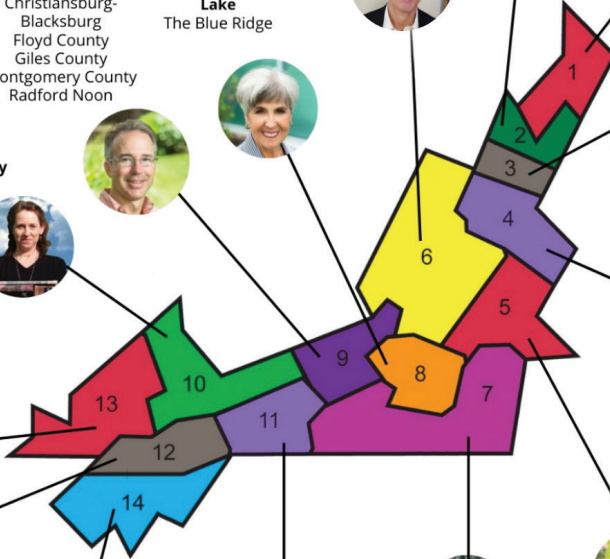 Christiansburg-
Blacksburg
Floyd County
Giles County
ontgomery County
Radford Noon
Lake
The Blue Ridge
y
1
2
3
4
6
5
9
8
7
10
13
11
12
14